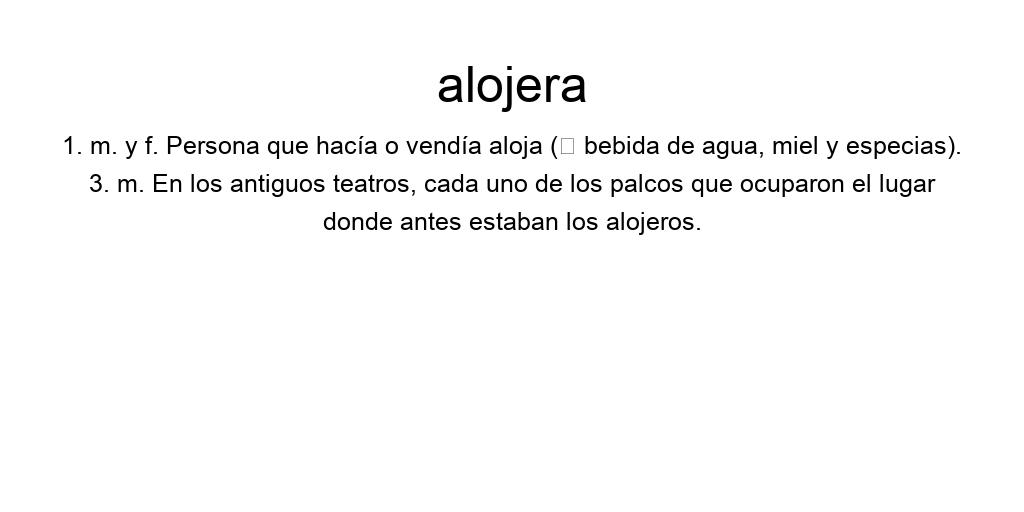 alojera
1. m. y f. Persona que hacía o vendía aloja (□ bebida de agua, miel y especias).
3. m. En los antiguos teatros, cada uno de los palcos que ocuparon el lugar
donde antes estaban los alojeros.